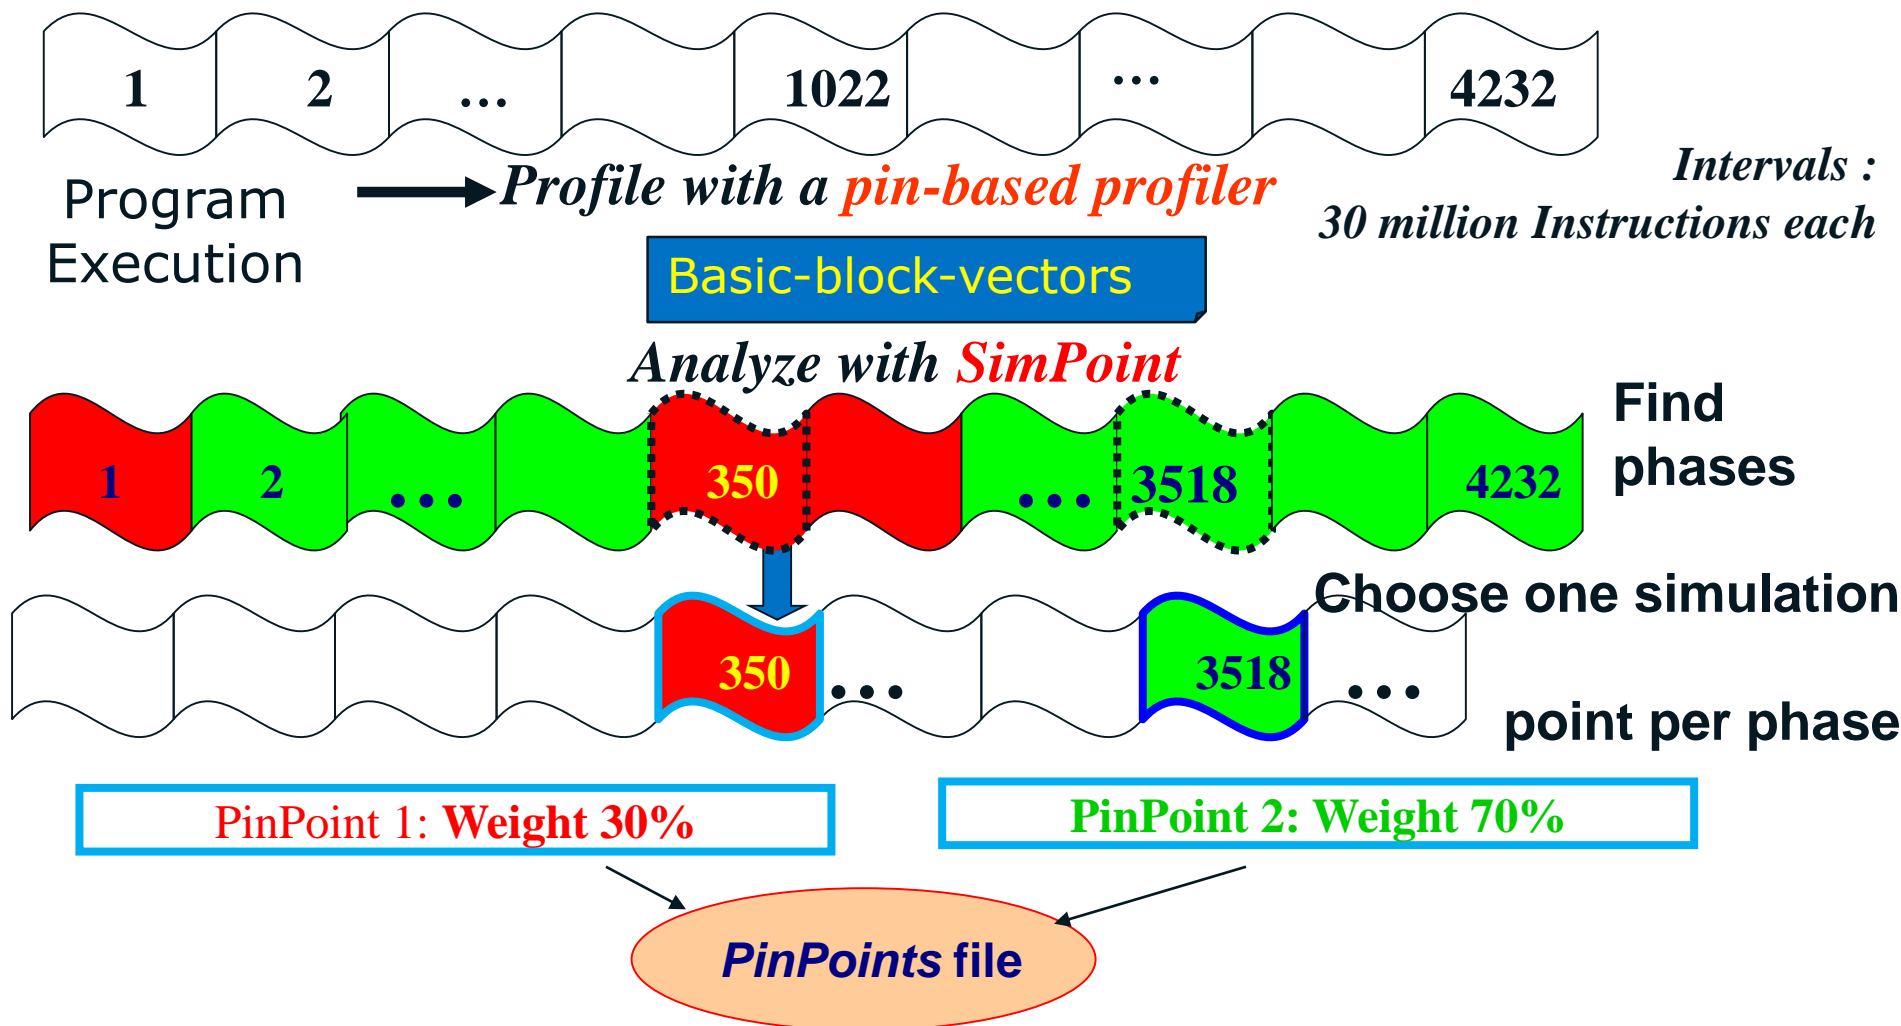 1 2 ... 1022 ... 4232
Program
Execution
Profile with a pin-based profiler
Intervals :
30 million Instructions each
Basic-block-vectors
Analyze with SimPoint
1 2 ... 350 ... 3518 4232
Find
phases
Choose one simulation
350 ... 3518 ...
point per phase
PinPoint 1: Weight 30%
PinPoint 2: Weight 70%
PinPoints file